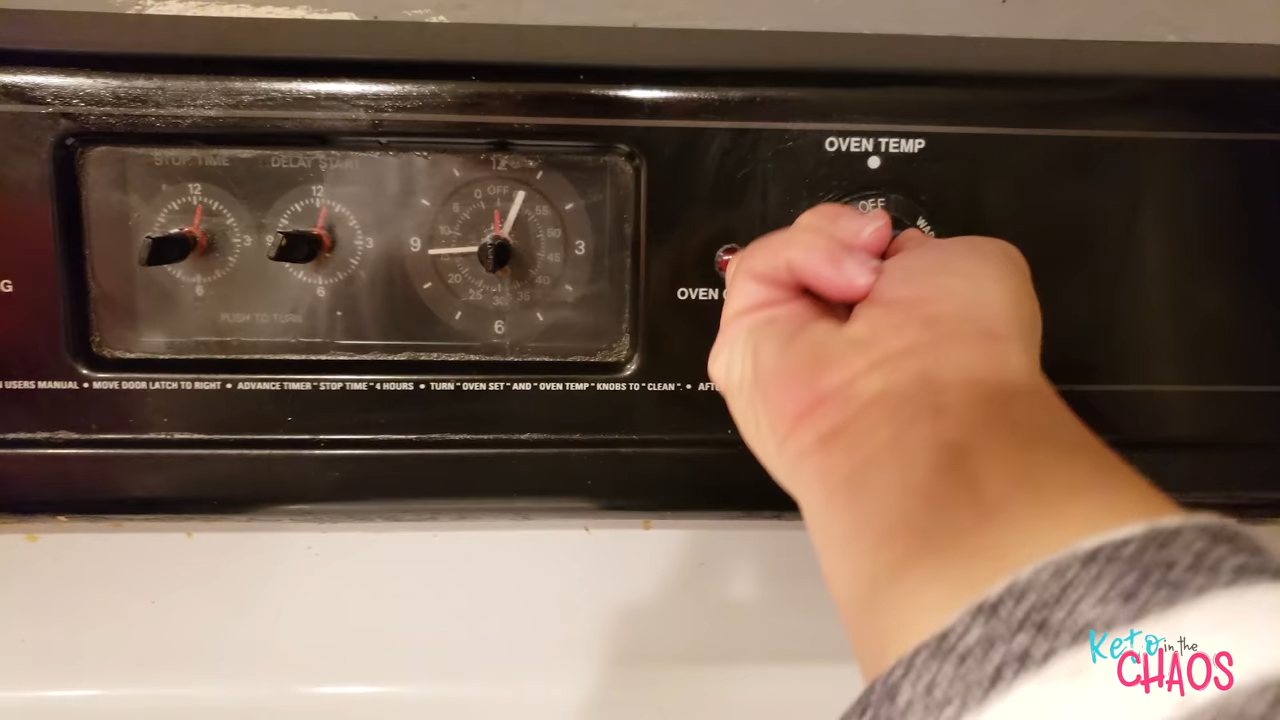 STOP TIME
DELAY START
OVEN TEMP
OFF
12
12
12
OFF
0
55
50
45
40
35
30
25
20
10
9
9
3
3
3
6
6
6
PUSH TO TURN
OVEN
G
USERS MANUAL • MOVE DOOR LATCH TO RIGHT • ADVANCE TIMER "STOP TIME" 4 HOURS • TURN "OVEN SET" AND "OVEN TEMP" KNOBS TO "CLEAN". •
Keto in the
CHAOS